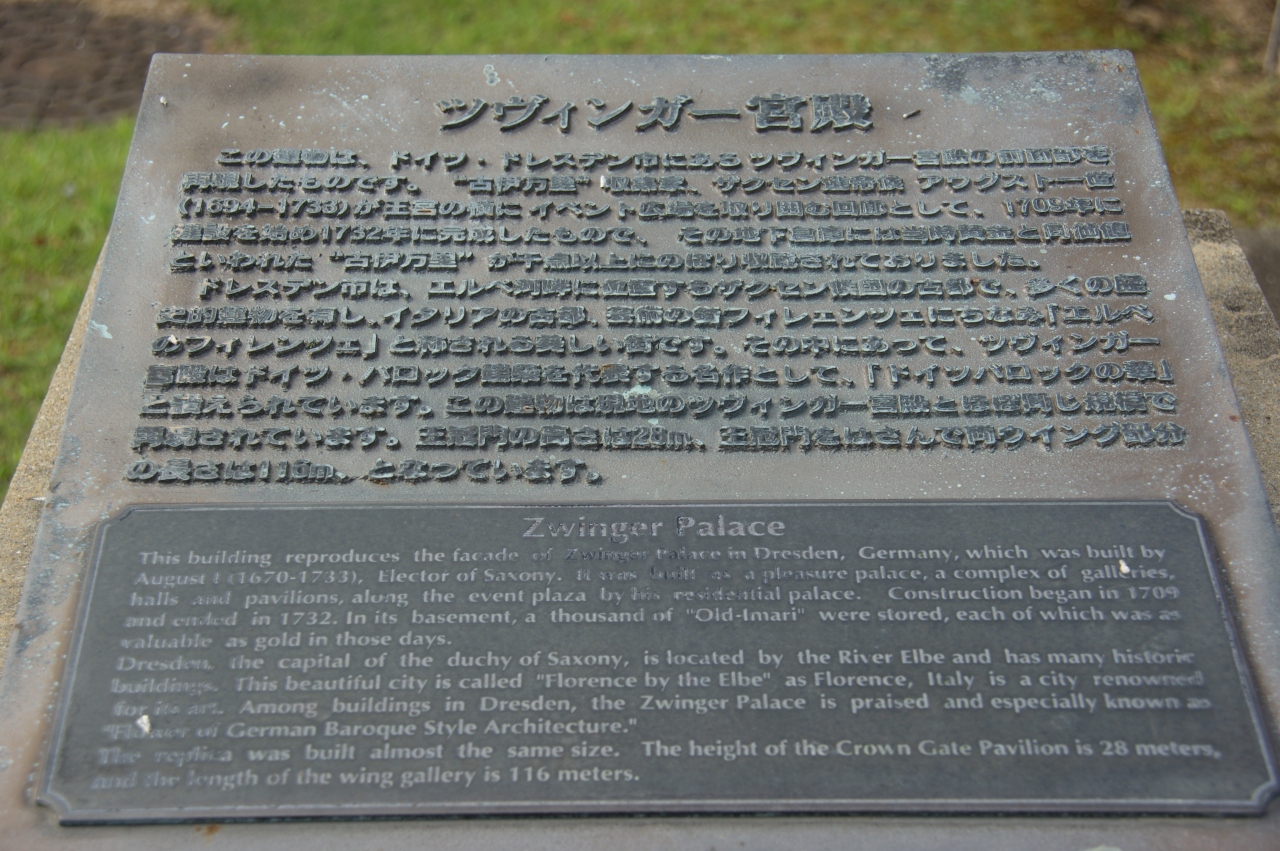 ツヴィンガー宮殿
この建物は、ドイツ・ドレスデン市にあるツヴィンガー宮殿の前面部を
再現したものです。 “古伊万里” 収集家、ザクセン選帝侯 アウグスト一世
(1694–1733)が王宮の横に イベント広場を取り囲む回廊として、1709年に
建設を始め1732年に完成したもので、 その地下倉庫には当時黄金と同価値
といわれた “古伊万里” が千点以上にのぼり収蔵されておりました。
ドレスデン市は、エルベ河畔に位置するザクセン侯国の古都で、多くの歴
史的建物を有し、イタリアの古都、芸術の街フィレェンツェにちなみ「エルベ
のフィレンツェ」と称される美しい街です。その中にあって、ツヴィンガー
宮殿はドイツ・バロック建築を代表する名作として、「ドイツバロックの華」
と讃えられています。この建物は現地のツヴィンガー宮殿とほぼ同じ規模で
再現されています。王冠門の高さは28m、王冠門をはさんで両ウイング部分
の長さは116m、となっています。
Zwinger Palace
This building reproduces the facade of Zwinger Palace in Dresden, Germany, which was built by
August I (1670-1733), Elector of Saxony. It was built as a pleasure palace, a complex of galleries,
halls and pavilions, along the event plaza by his residential palace. Construction began in 1709
and ended in 1732. In its basement, a thousand of "Old-Imari" were stored, each of which was as
valuable as gold in those days.
Dresden, the capital of the duchy of Saxony, is located by the River Elbe and has many historic
buildings. This beautiful city is called "Florence by the Elbe" as Florence, Italy is a city renowned
for its art. Among buildings in Dresden, the Zwinger Palace is praised and especially known as
"Flower of German Baroque Style Architecture."
The replica was built almost the same size. The height of the Crown Gate Pavilion is 28 meters,
and the length of the wing gallery is 116 meters.